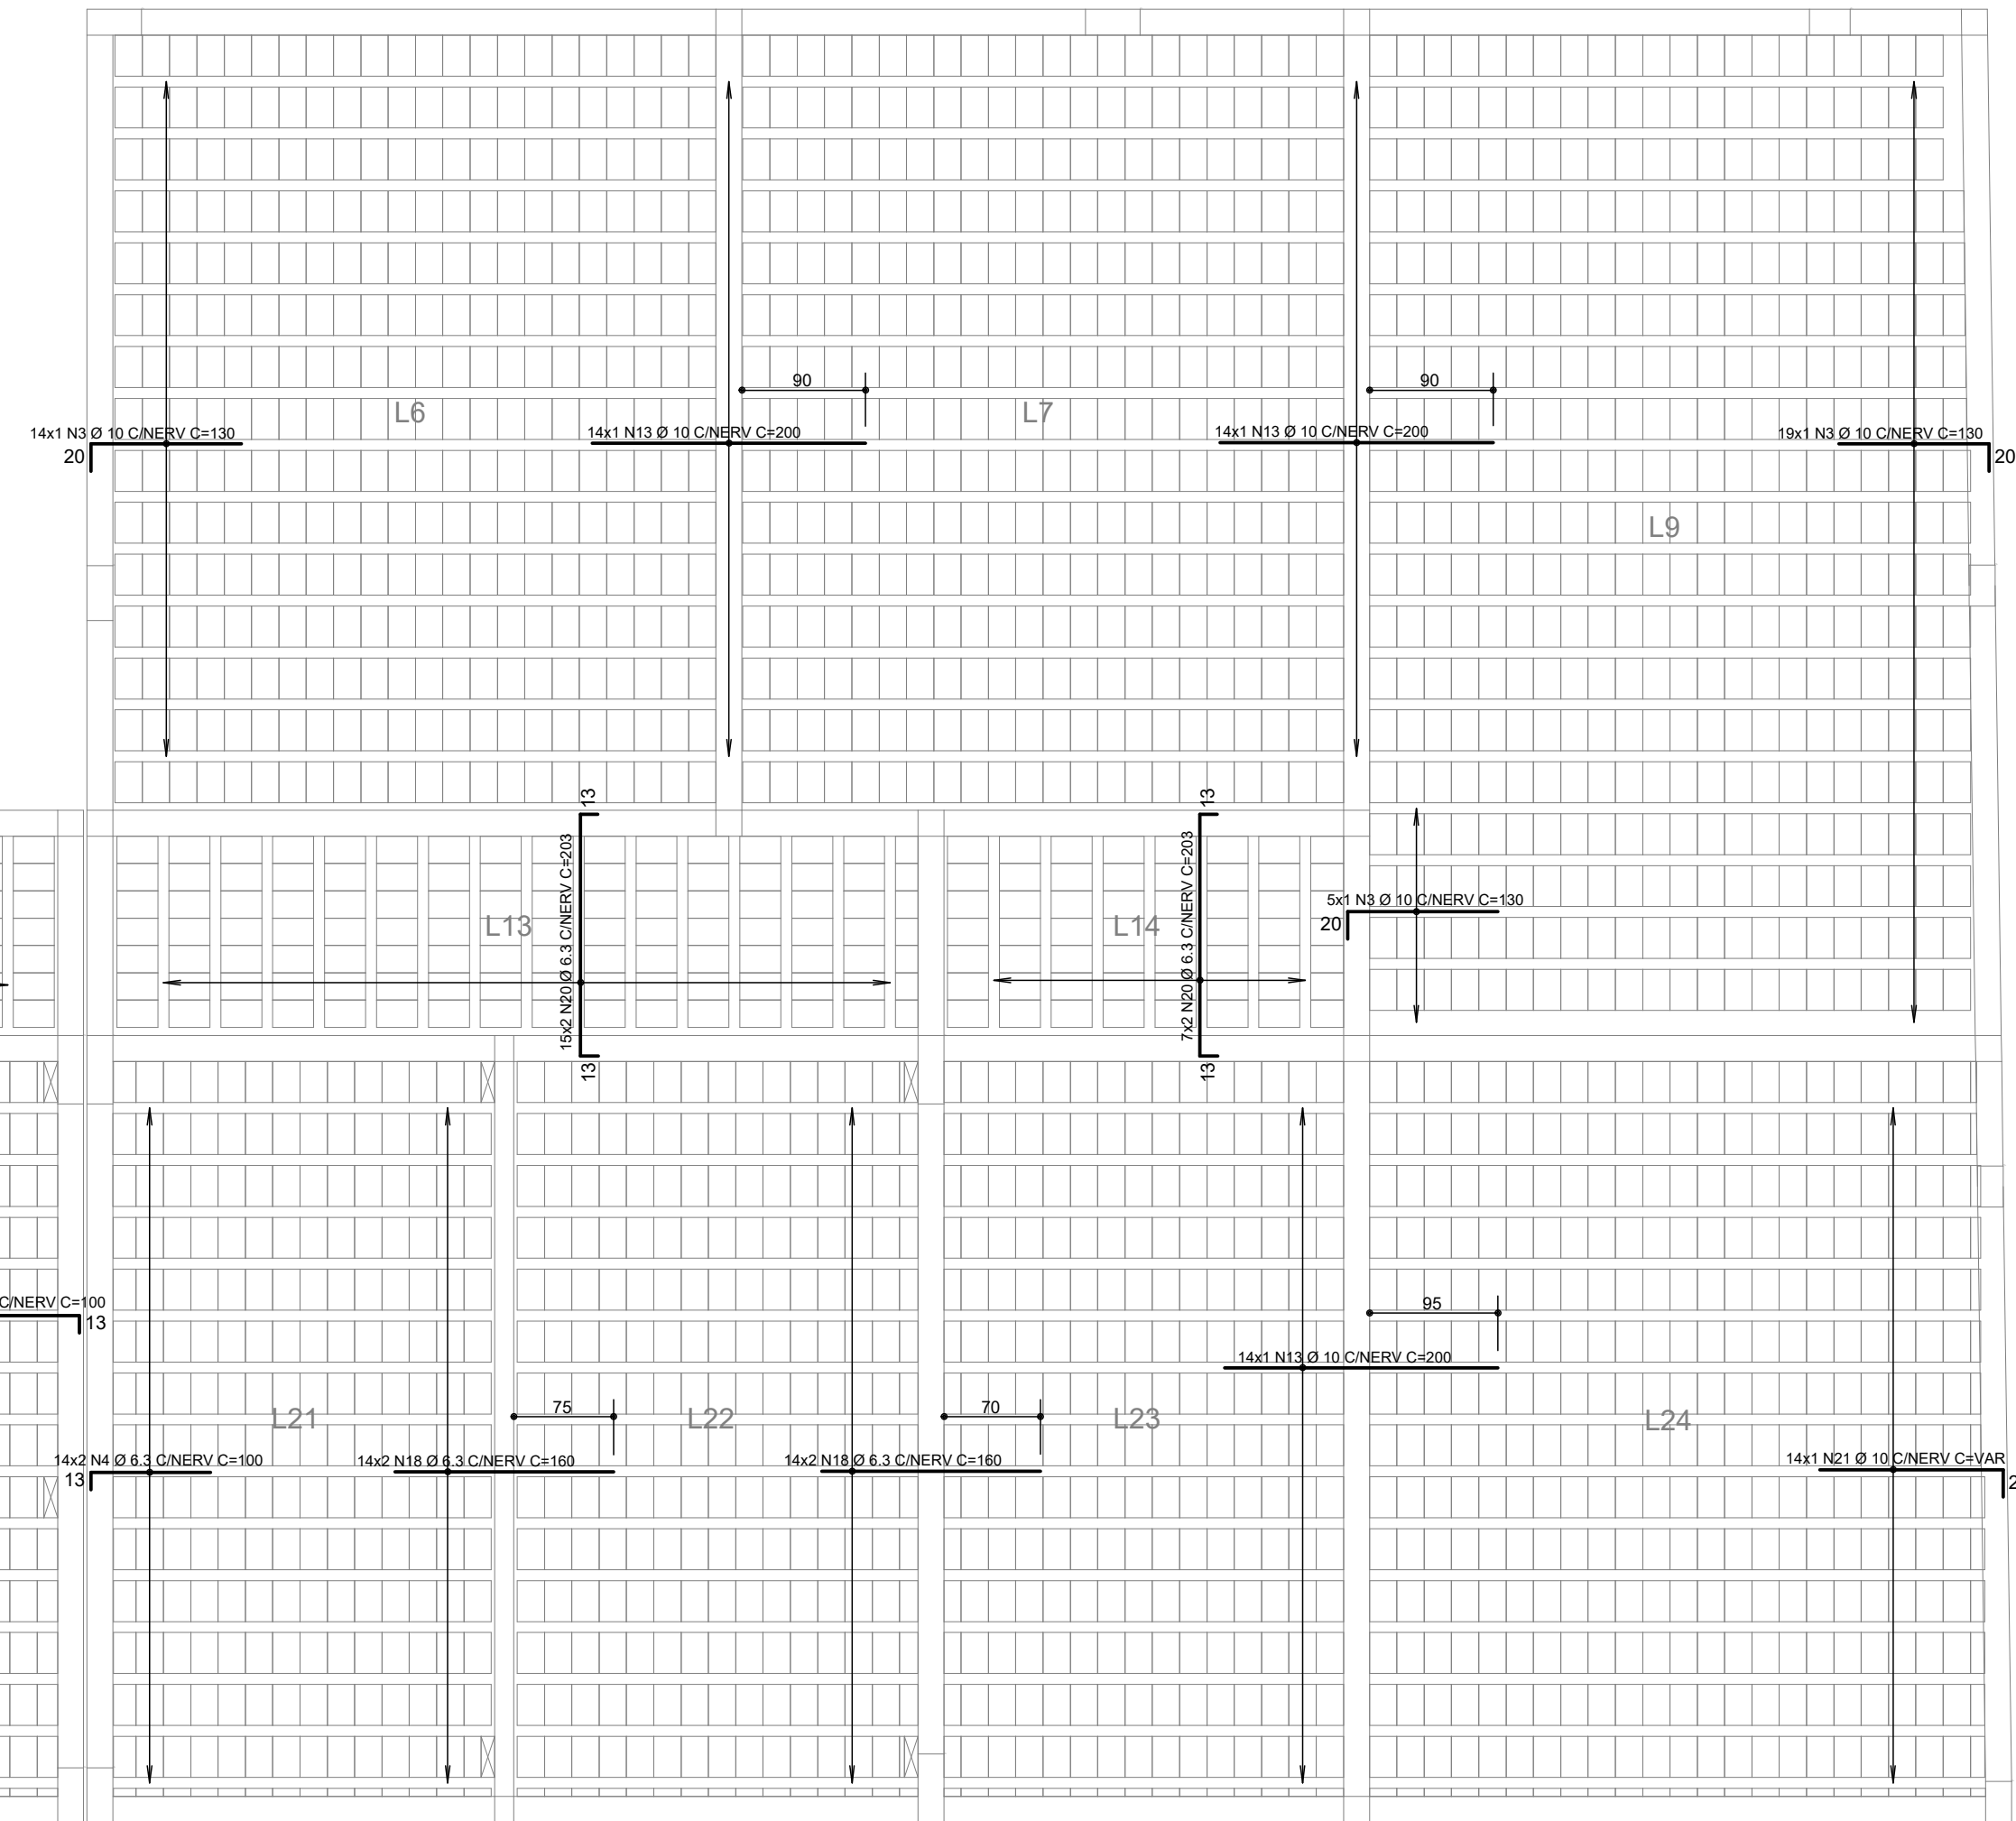 90
90
L6
L7
14x1 N3 Ø 10 C/NERV C=130
14x1 N13 Ø 10 C/NERV C=200
14x1 N13 Ø 10 C/NERV C=200
19x1 N3 Ø 10 C/NERV C=130
20
20
L9
13
13
15x2 N20 Ø 6.3 C/NERV C=203
7x2 N20 Ø 6.3 C/NERV C=203
5x1 N3 Ø 10 C/NERV C=130
20
L13
L14
13
13
C/NERV C=100
13
95
14x1 N13 Ø 10 C/NERV C=200
75
70
L21
L22
L23
L24
14x2 N4 Ø 6.3 C/NERV C=100
14x2 N18 Ø 6.3 C/NERV C=160
14x2 N18 Ø 6.3 C/NERV C=160
14x1 N21 Ø 10 C/NERV C=VAR
13